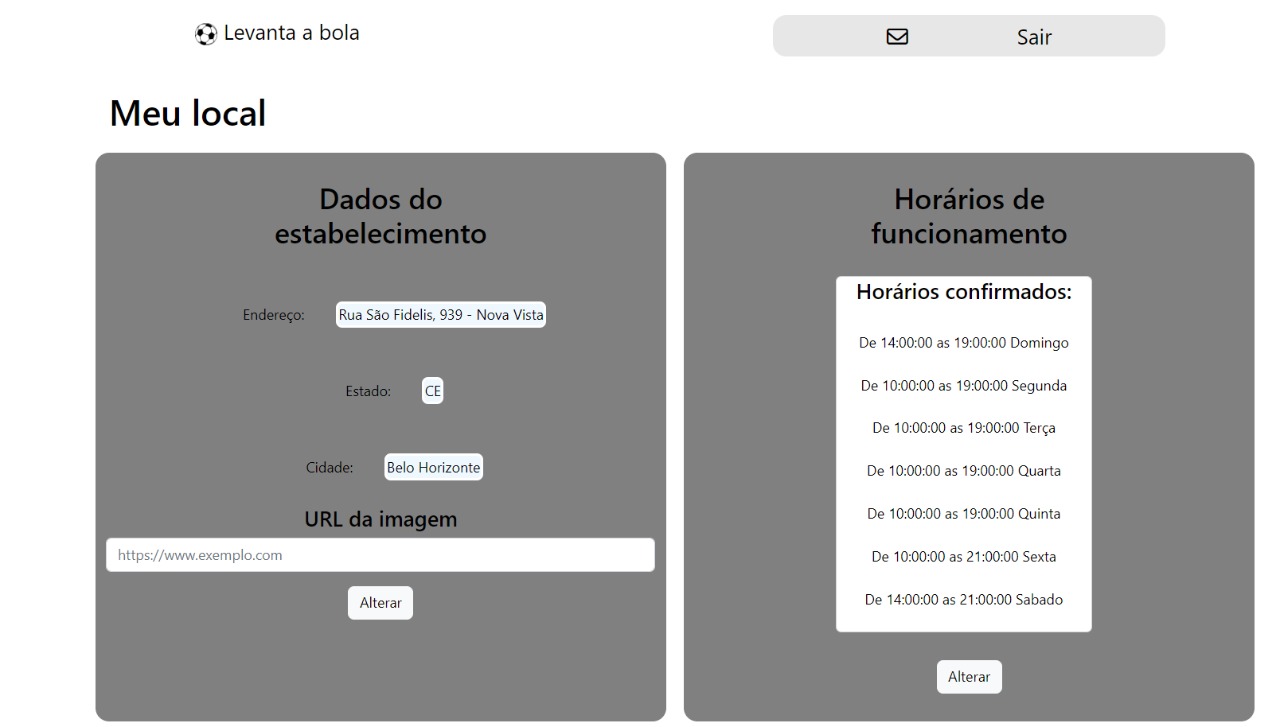 Levanta a bola
Sair
Meu local
Dados do
estabelecimento
Endereço: Rua São Fidelis, 939 - Nova Vista
Estado: CE
Cidade: Belo Horizonte
URL da imagem
https://www.exemplo.com
Alterar
Horários de
funcionamento
Horários confirmados:
De 14:00:00 as 19:00:00 Domingo
De 10:00:00 as 19:00:00 Segunda
De 10:00:00 as 19:00:00 Terça
De 10:00:00 as 19:00:00 Quarta
De 10:00:00 as 19:00:00 Quinta
De 10:00:00 as 21:00:00 Sexta
De 14:00:00 as 21:00:00 Sabado
Alterar